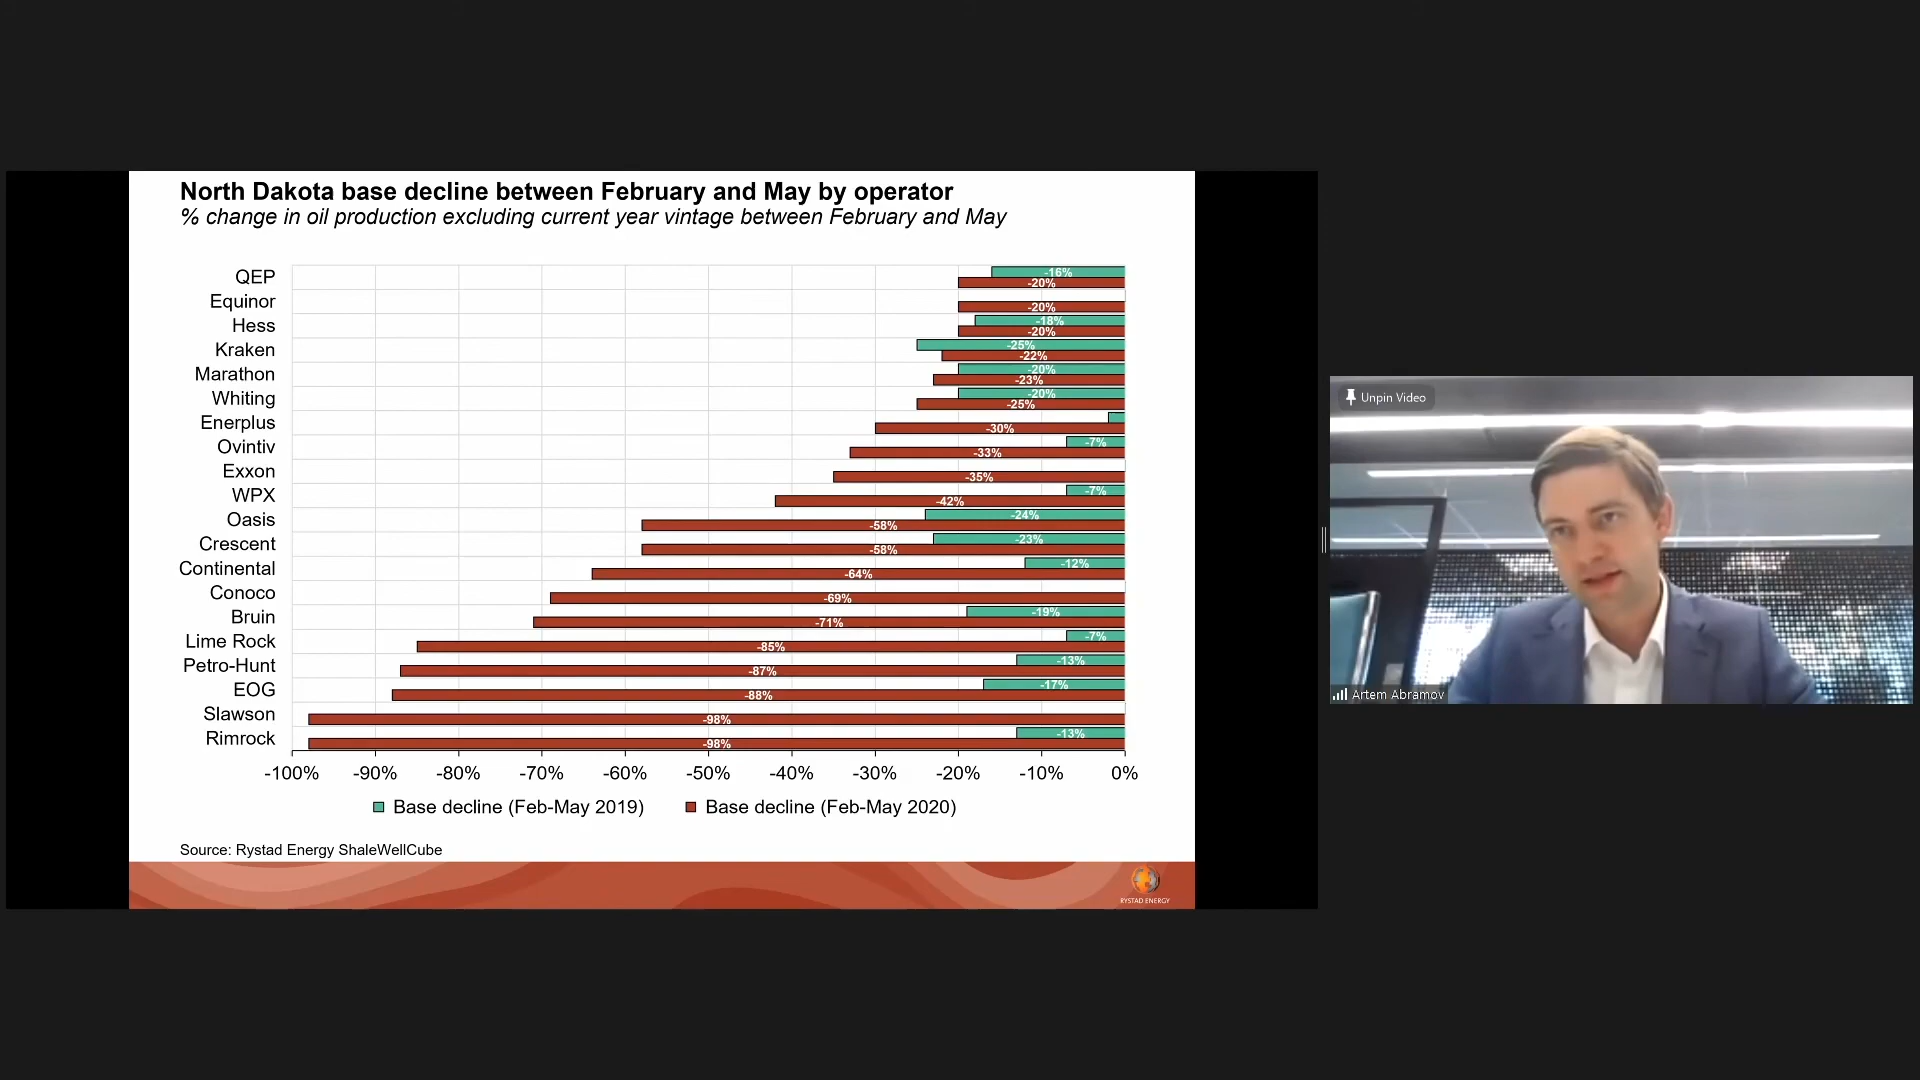 North Dakota base decline between February and May by operator
% change in oil production excluding current year vintage between February and May
QEP -16% -20%
Equinor -20%
Hess -18% -20%
Kraken -25% -22%
Marathon -20% -23%
Whiting -20% -25%
Enerplus -30%
Ovintiv -7% -33%
Exxon -35%
WPX -7% -42%
Oasis -24% -58%
Crescent -23% -58%
Continental -12% -64%
Conoco -69%
Bruin -19% -71%
Lime Rock -7% -85%
Petro-Hunt -13% -87%
EOG -17% -88%
Slawson -98%
Rimrock -13% -98%
-100% -90% -80% -70% -60% -50% -40% -30% -20% -10% 0%
Base decline (Feb-May 2019) Base decline (Feb-May 2020)
Source: Rystad Energy ShaleWellCube
RYSTAD ENERGY
Unpin Video
Artem Abramov